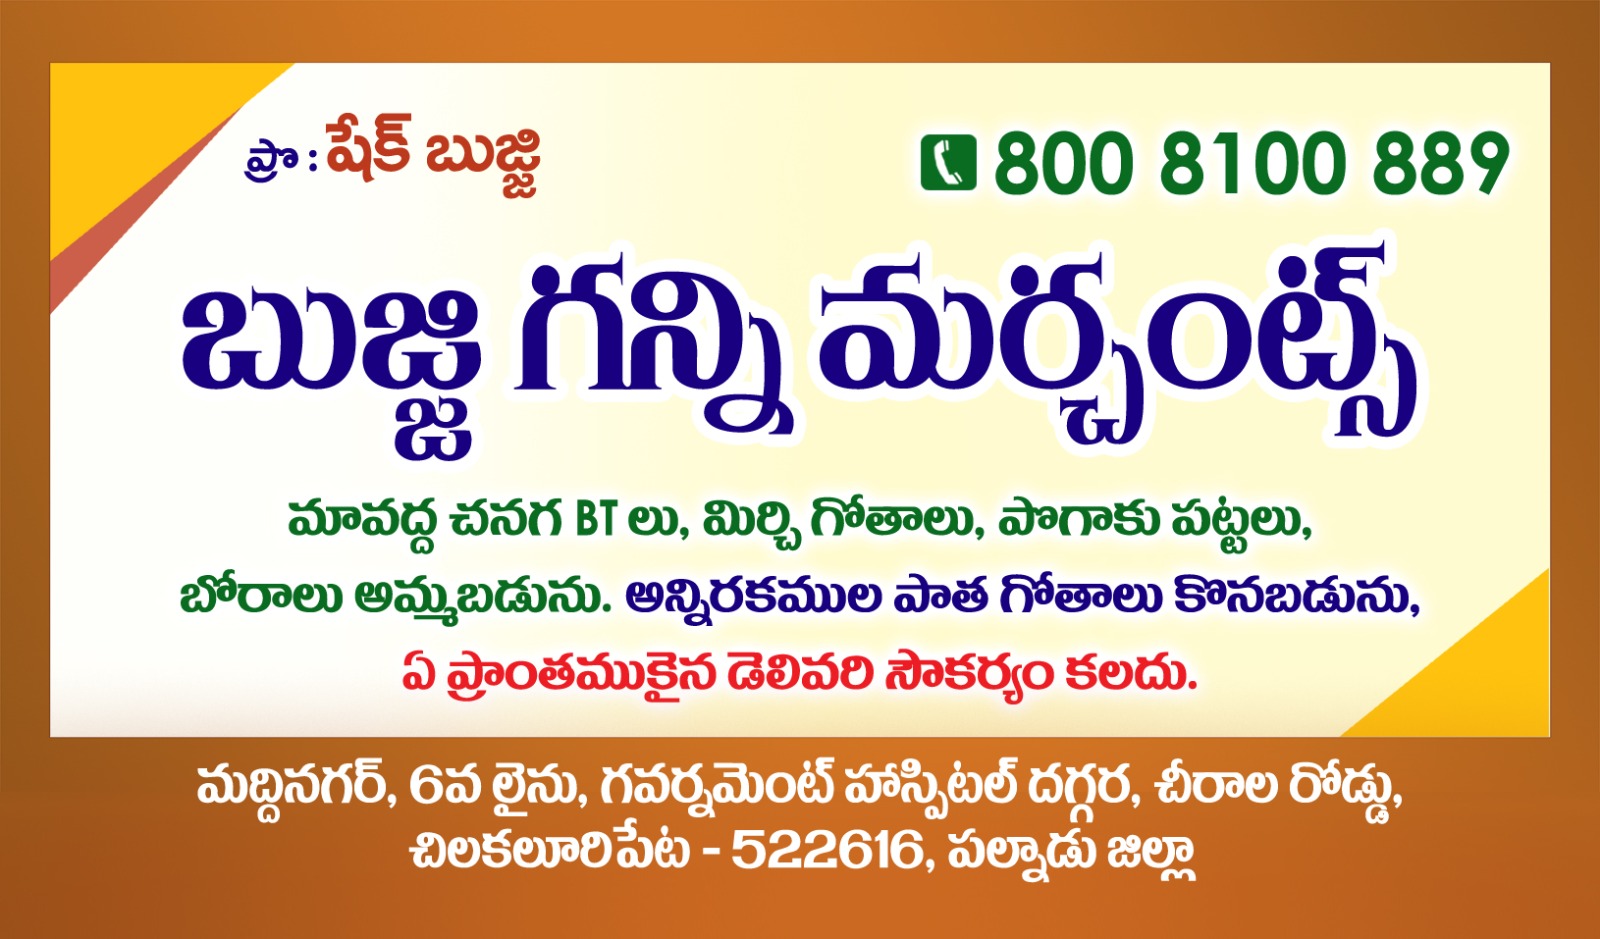 ప్రొ : షేక్ బుజ్జి
800 8100 889
బుజ్జి గన్ని మర్చంట్స్
మావద్ద చనగ BT లు, మిర్చి గోతాలు, పొగాకు పట్టలు,
బోరాలు అమ్మబడును. అన్నిరకముల పాత గోతాలు కొనబడును,
ఏ ప్రాంతముకైన డెలివరి సౌకర్యం కలదు.
మద్దినగర్, 6వ లైను, గవర్నమెంట్ హాస్పిటల్ దగ్గర, చీరాల రోడ్డు,
చిలకలూరిపేట - 522616, పల్నాడు జిల్లా